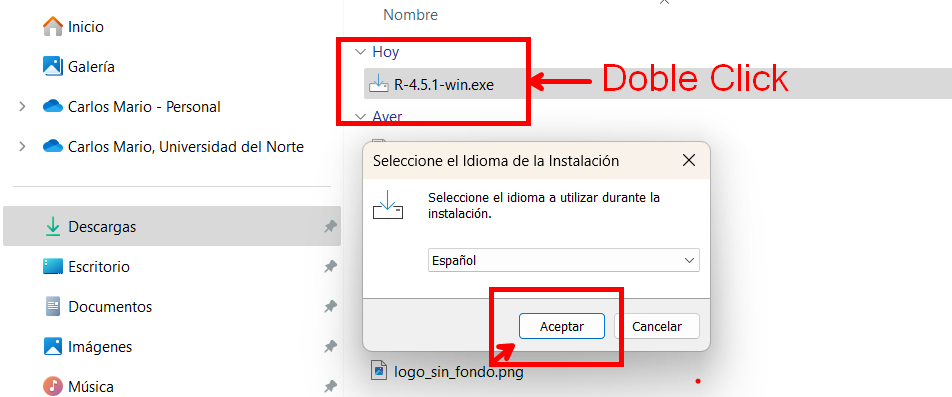 Inicio
Galería
Carlos Mario - Personal
Carlos Mario, Universidad del Norte
Descargas
Escritorio
Documentos
Imágenes
Música
Nombre
Hoy
R-4.5.1-win.exe
Doble Click
Ayer
Seleccione el Idioma de la Instalación
Seleccione el idioma a utilizar durante la
instalación.
Español
Aceptar
Cancelar
logo_sin_fondo.png